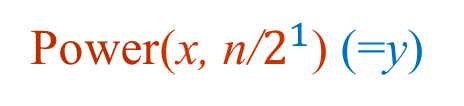 Power(x, n/2¹) (=y)